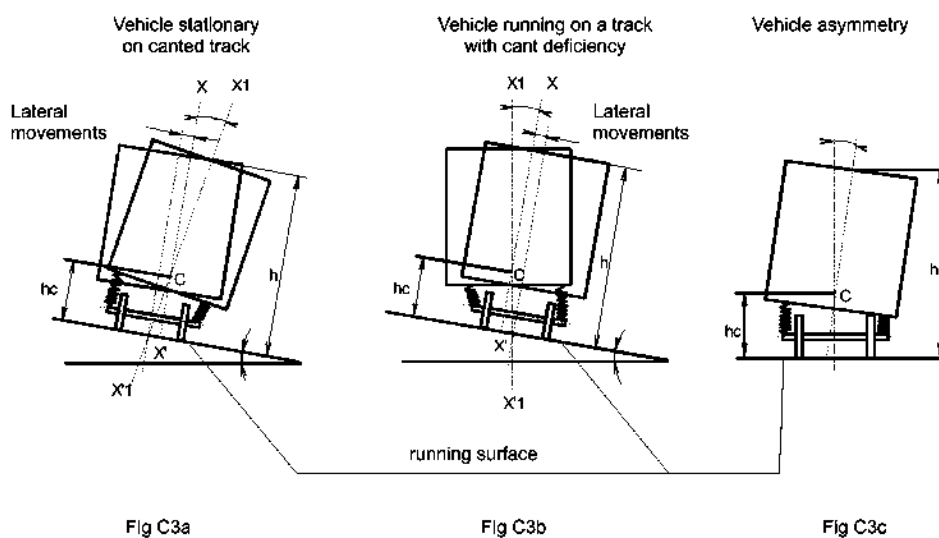 Vehicle stationary
on canted track
Vehicle running on a track
with cant deficiency
Vehicle asymmetry
X
X1
X1
X
Lateral
movements
Lateral
movements
h
h
h
C
C
C
hc
hc
hc
X'
X'
X'1
X'1
running surface
Fig C3a
Fig C3b
Fig C3c